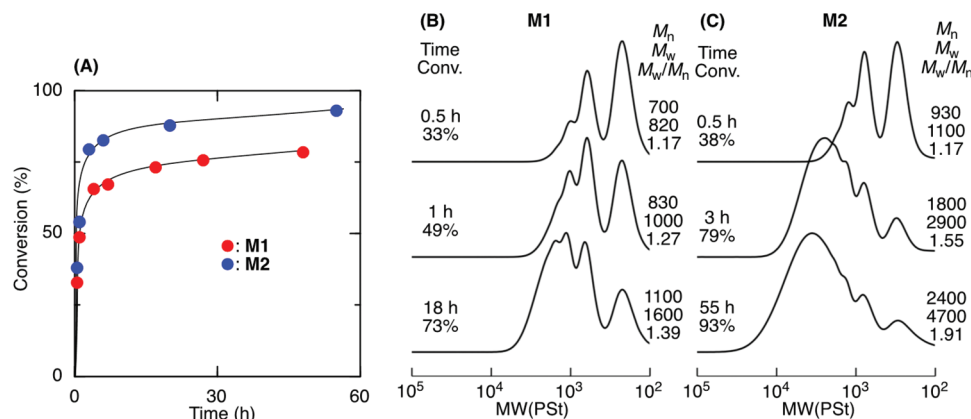 (A)
100
50
0
0
20
40
60
Conversion (%)
Time (h)
: M1
: M2
(B)
M1
Time
Conv.
Mn
Mw
Mw/Mn
0.5 h
33%
700
820
1.17
1 h
49%
830
1000
1.27
18 h
73%
1100
1600
1.39
10⁵
10⁴
10³
10²
MW(PSt)
(C)
M2
Time
Conv.
Mn
Mw
Mw/Mn
0.5 h
38%
930
1100
1.17
3 h
79%
1800
2900
1.55
55 h
93%
2400
4700
1.91
10⁵
10⁴
10³
10²
MW(PSt)